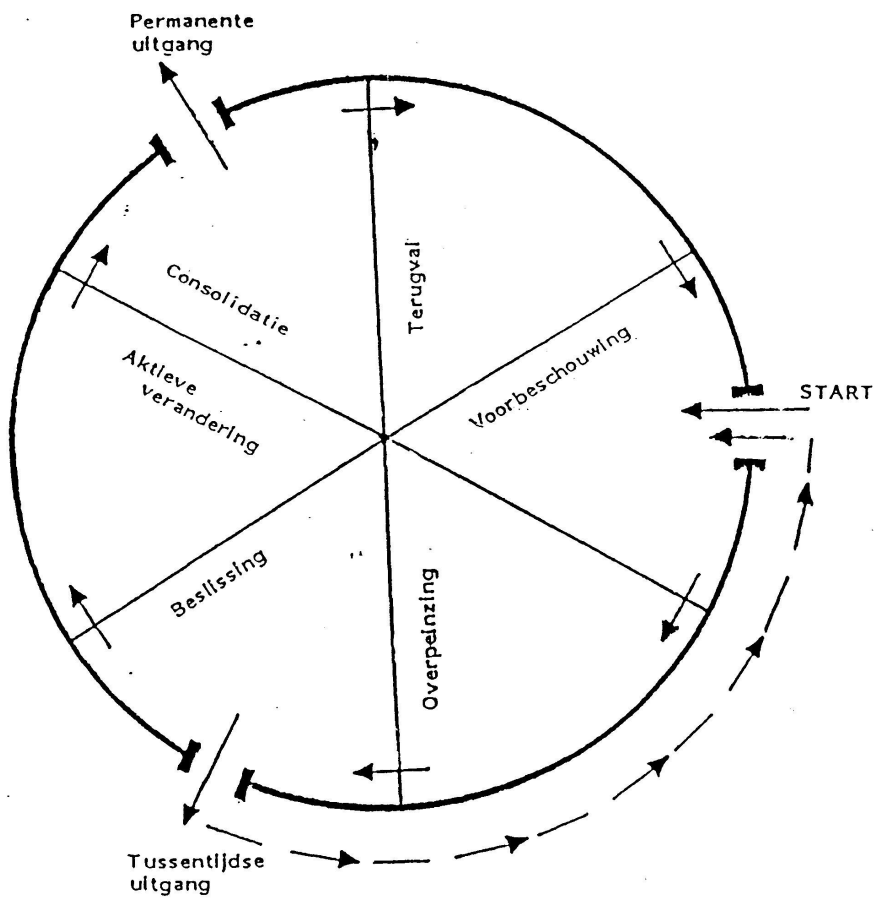 Permanente
uitgang
Consolidatie
Terugval
Aktieve
verandering
Voorbeschouwing
START
Beslissing
Overpeinzing
Tussentijdse
uitgang